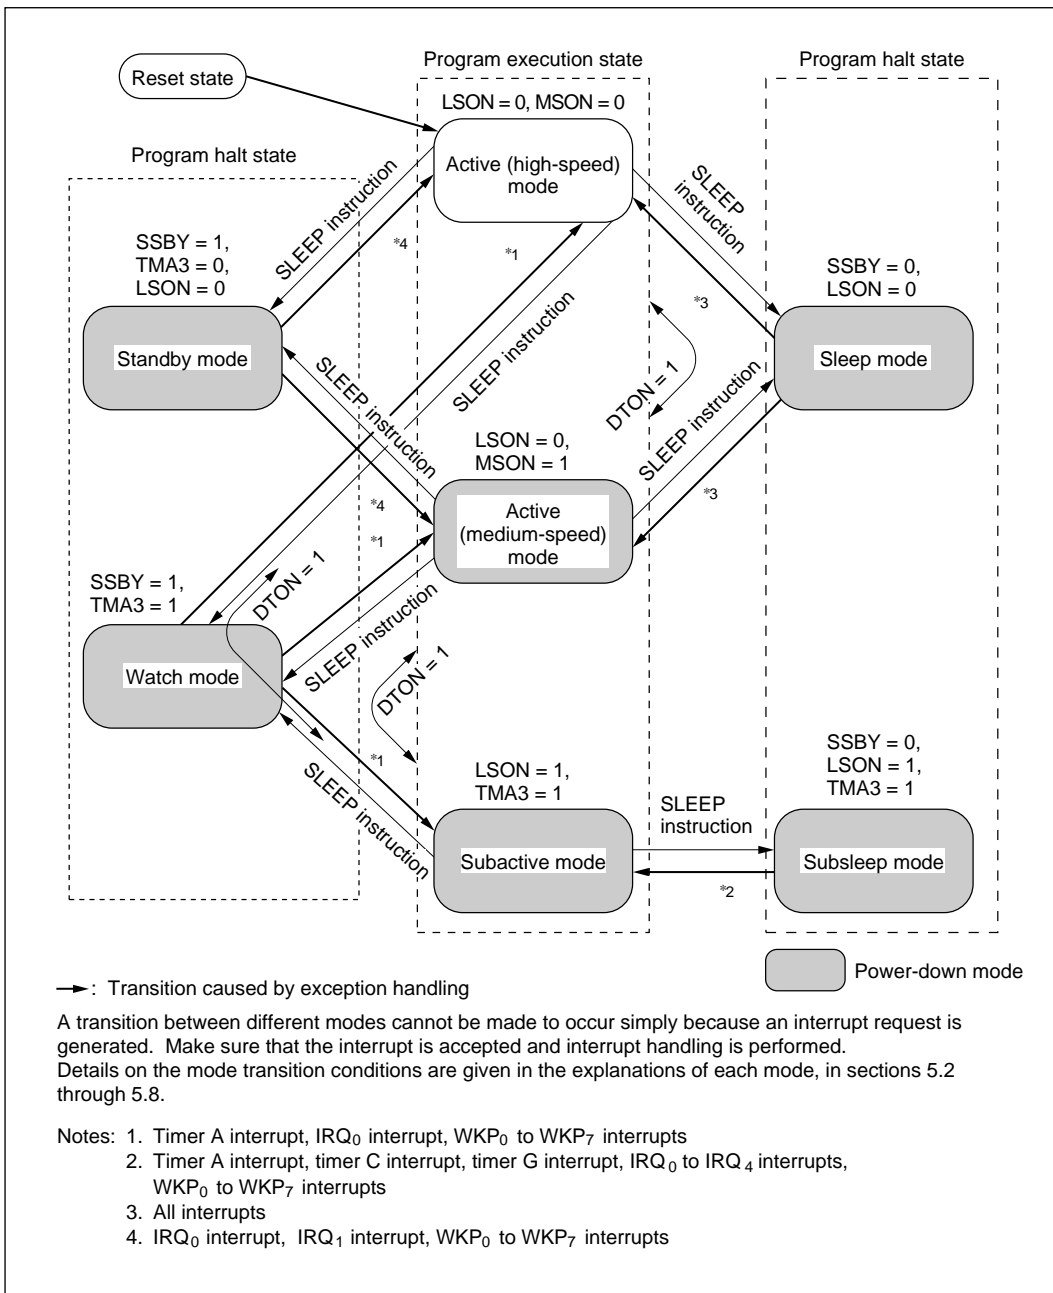 Program execution state
Program halt state
Reset state
LSON = 0, MSON = 0
Program halt state
Active (high-speed)
mode
SLEEP instruction
SLEEP
instruction
*4
*1
SSBY = 1,
TMA3 = 0,
LSON = 0
SSBY = 0,
LSON = 0
*3
Standby mode
SLEEP instruction
SLEEP instruction
DTON = 1
SLEEP instruction
Sleep mode
LSON = 0,
MSON = 1
*4
*3
Active
(medium-speed)
mode
*1
SSBY = 1,
TMA3 = 1
DTON = 1
SLEEP instruction
Watch mode
DTON = 1
*1
SLEEP instruction
LSON = 1,
TMA3 = 1
SSBY = 0,
LSON = 1,
TMA3 = 1
SLEEP
instruction
Subactive mode
Subsleep mode
*2
Power-down mode
: Transition caused by exception handling
A transition between different modes cannot be made to occur simply because an interrupt request is
generated. Make sure that the interrupt is accepted and interrupt handling is performed.
Details on the mode transition conditions are given in the explanations of each mode, in sections 5.2
through 5.8.
Notes: 1. Timer A interrupt, IRQ0 interrupt, WKP0 to WKP7 interrupts
2. Timer A interrupt, timer C interrupt, timer G interrupt, IRQ0 to IRQ4 interrupts,
WKP0 to WKP7 interrupts
3. All interrupts
4. IRQ0 interrupt, IRQ1 interrupt, WKP0 to WKP7 interrupts